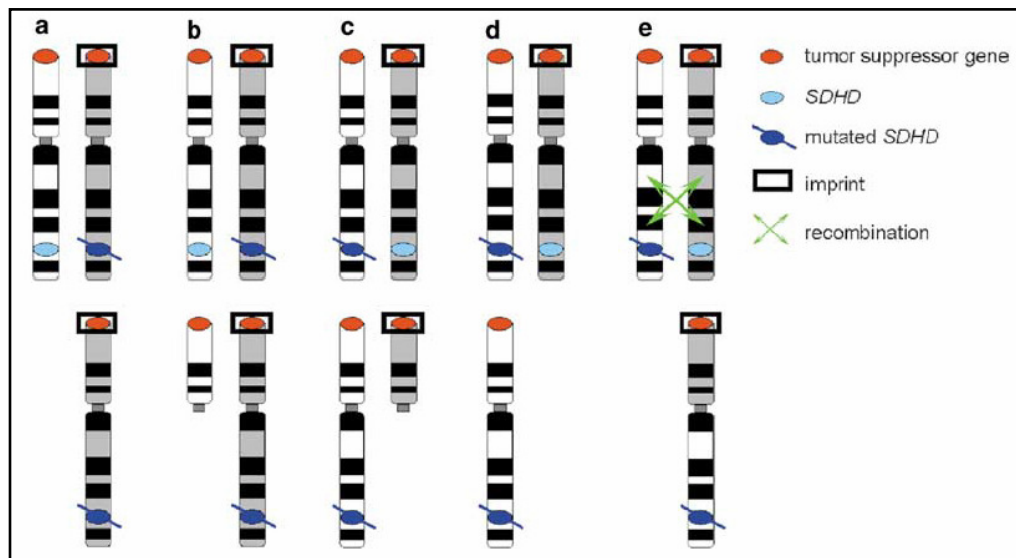 a b c d e
tumor suppressor gene
SDHD
mutated SDHD
imprint
recombination